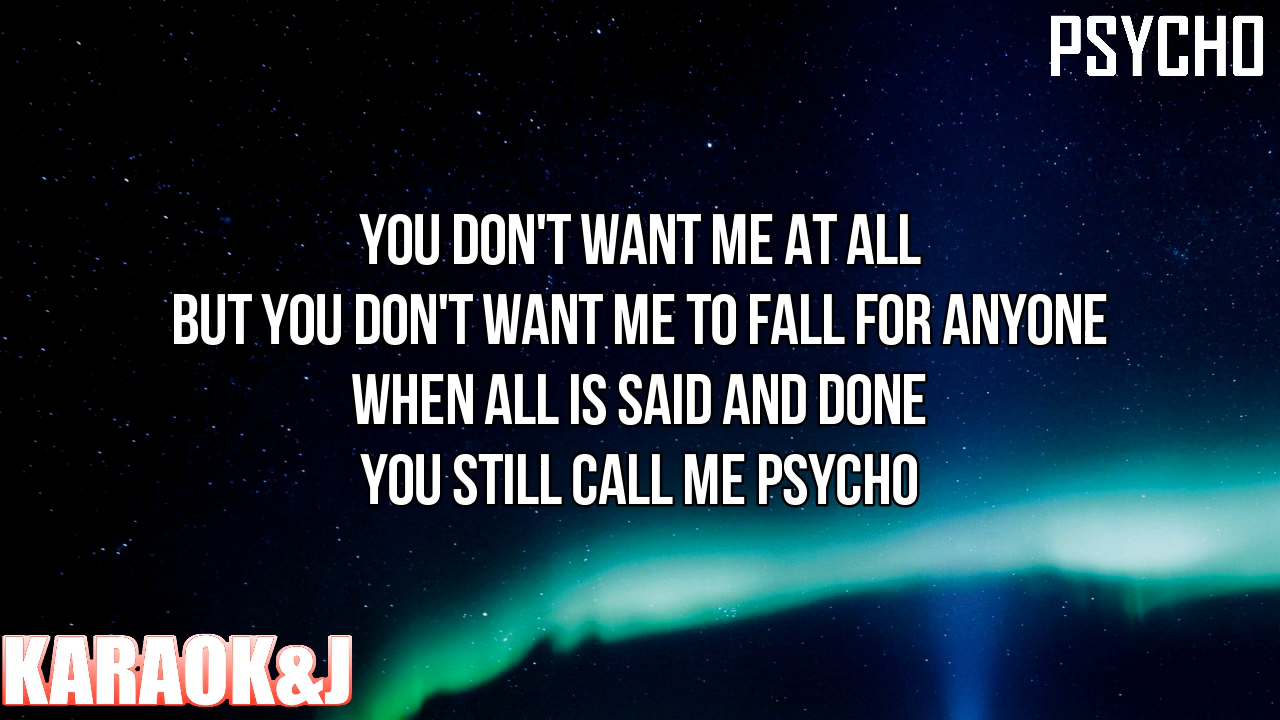 PSYCHO
YOU DON'T WANT ME AT ALL
BUT YOU DON'T WANT ME TO FALL FOR ANYONE
WHEN ALL IS SAID AND DONE
YOU STILL CALL ME PSYCHO
KARAOK&J